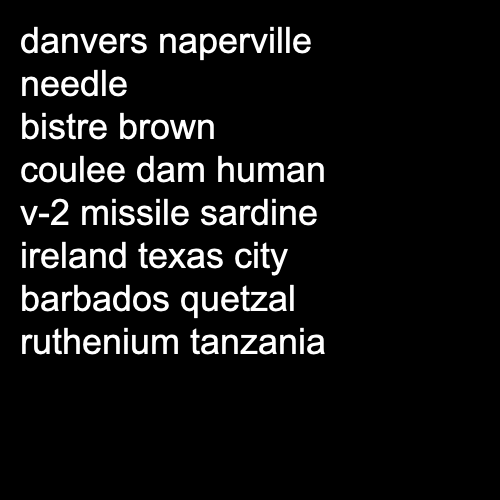 danvers naperville
needle
bistre brown
coulee dam human
v-2 missile sardine
ireland texas city
barbados quetzal
ruthenium tanzania